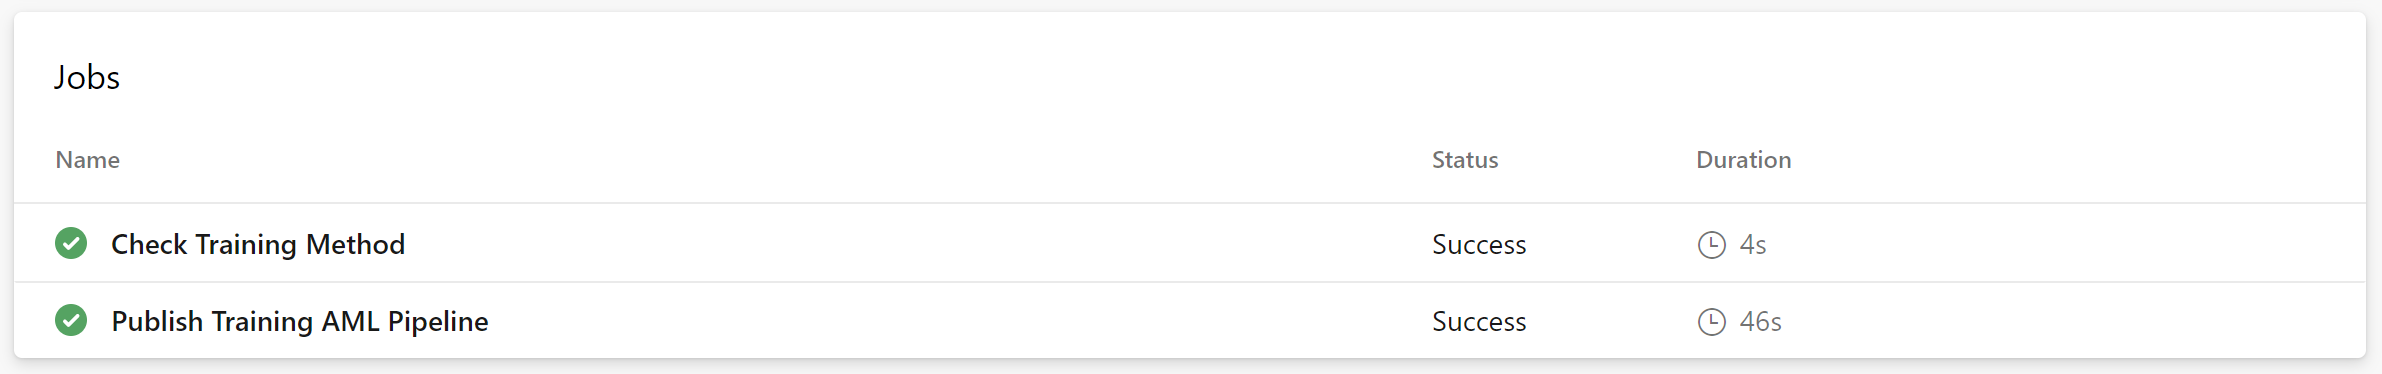 Jobs
Name Status Duration
Check Training Method Success 4s
Publish Training AML Pipeline Success 46s